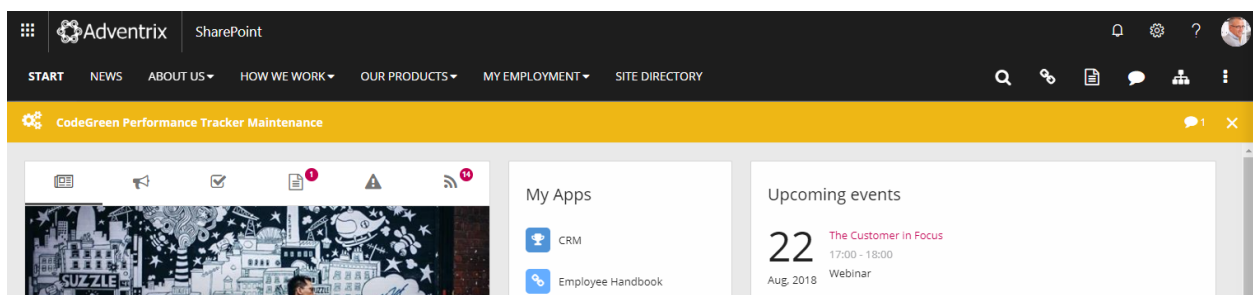 Adventrix SharePoint
START NEWS ABOUT US HOW WE WORK OUR PRODUCTS MY EMPLOYMENT SITE DIRECTORY
CodeGreen Performance Tracker Maintenance 1
1 14
SUZZLE
My Apps
CRM
Employee Handbook
Upcoming events
22
Aug, 2018
The Customer in Focus
17:00 - 18:00
Webinar